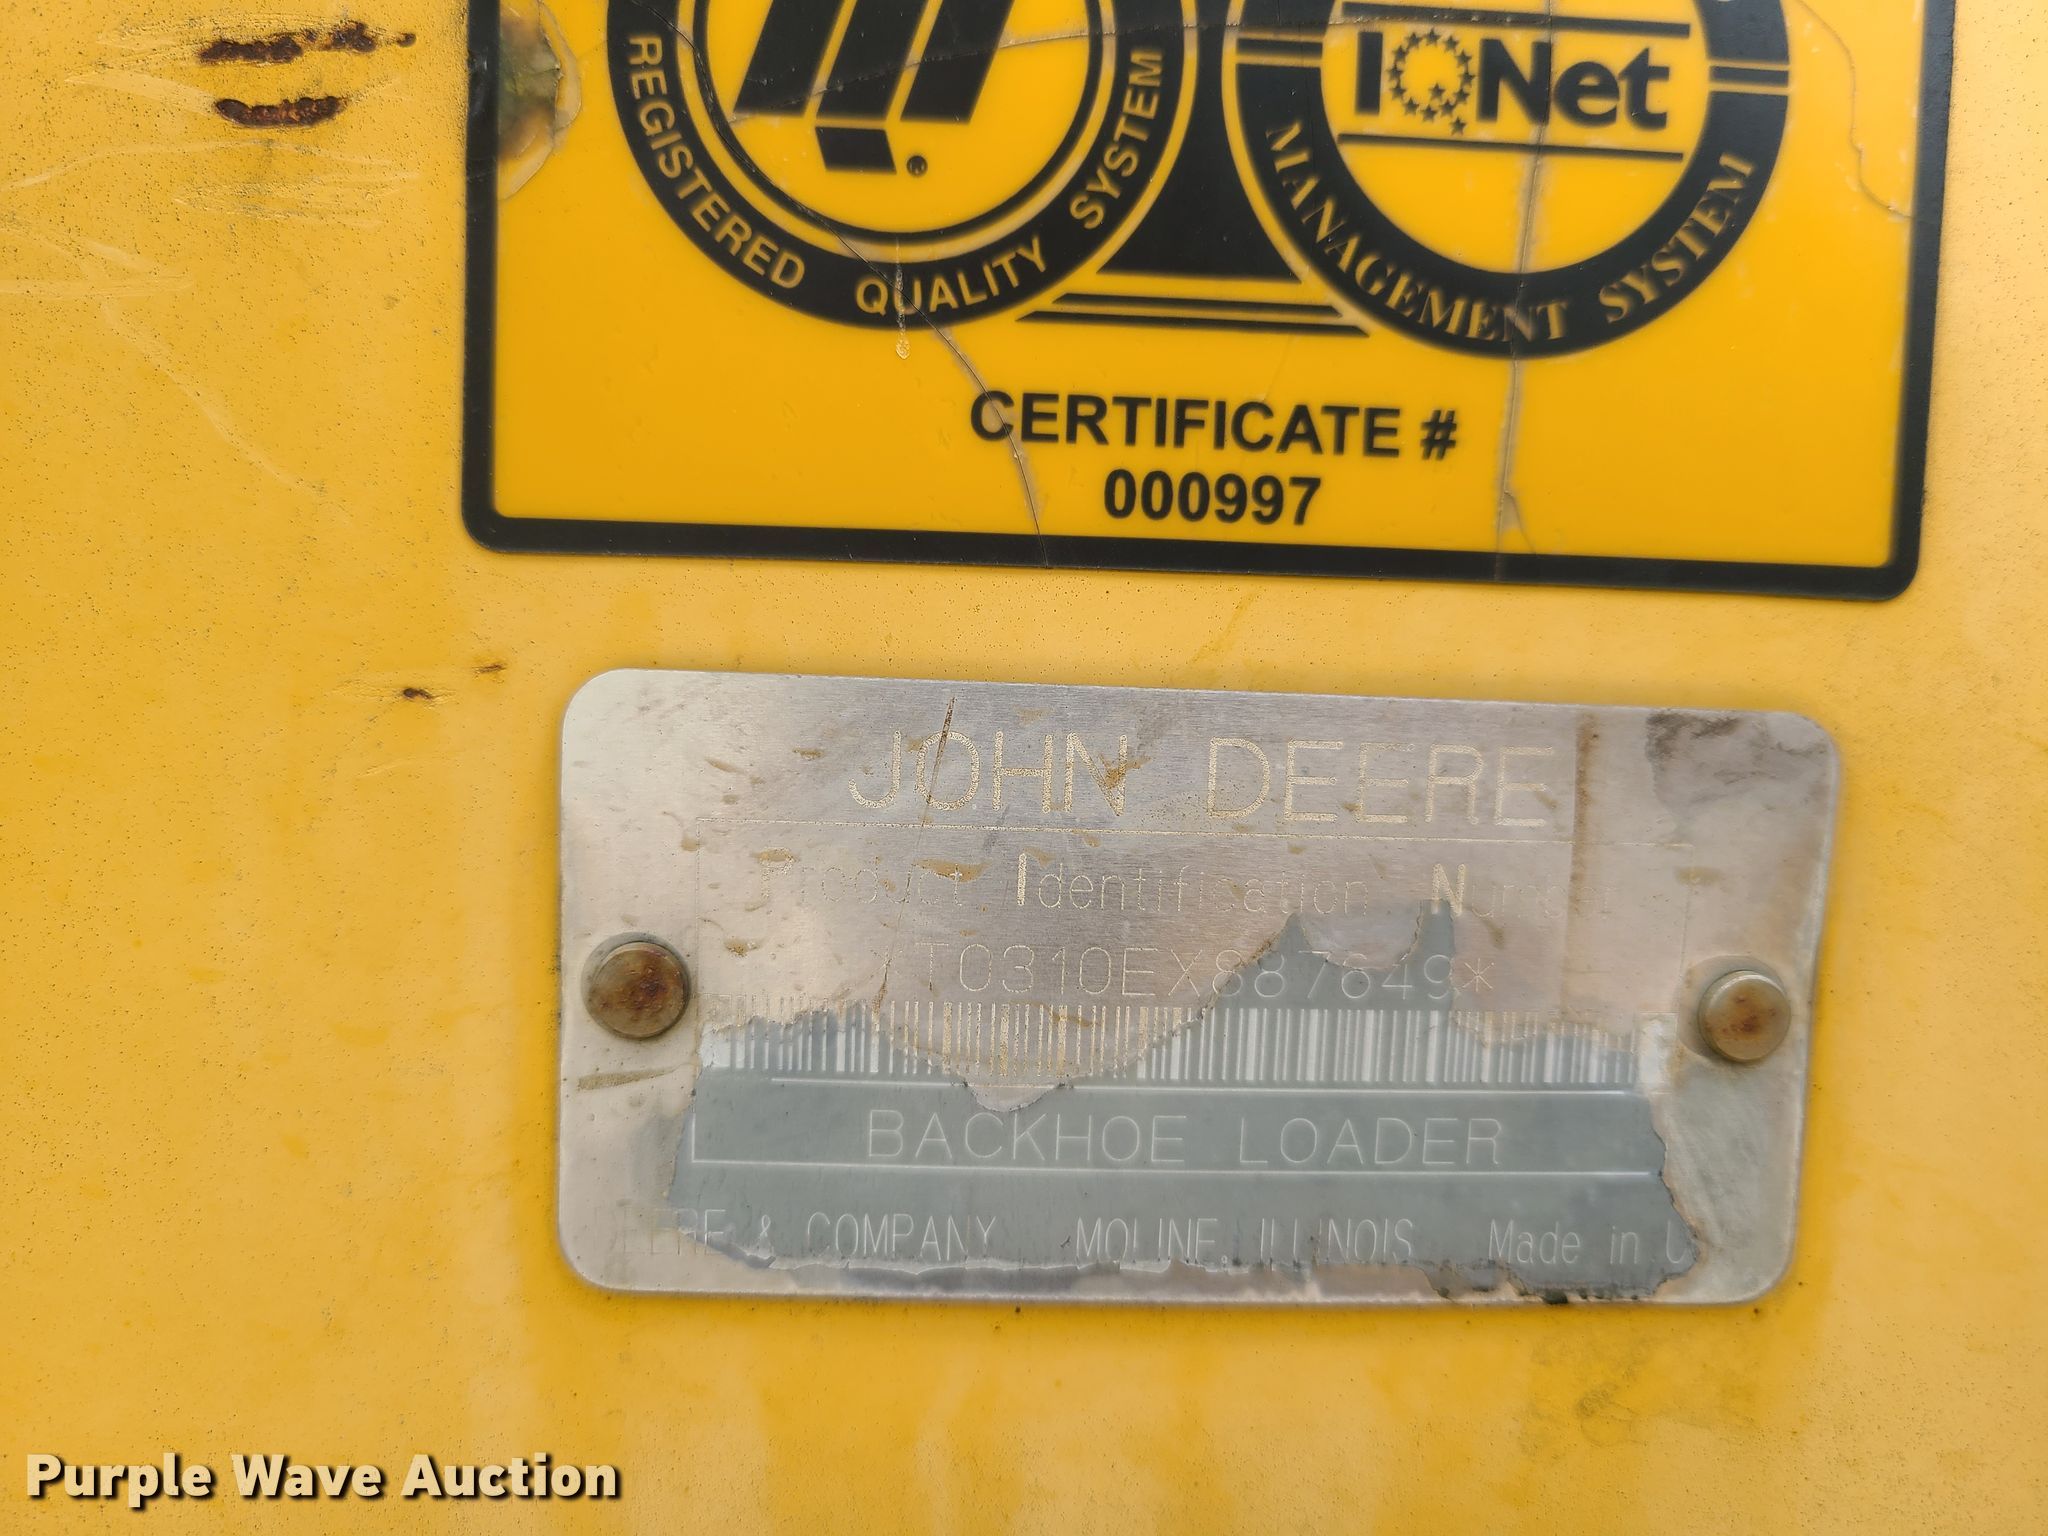 REGISTERED QUALITY SYSTEM
IQNet
MANAGEMENT SYSTEM
CERTIFICATE #
000997
JOHN DEERE
Product Identification Number
*T0310EX887649*
BACKHOE LOADER
DEERE & COMPANY MOLINE, ILLINOIS Made in U
Purple Wave Auction